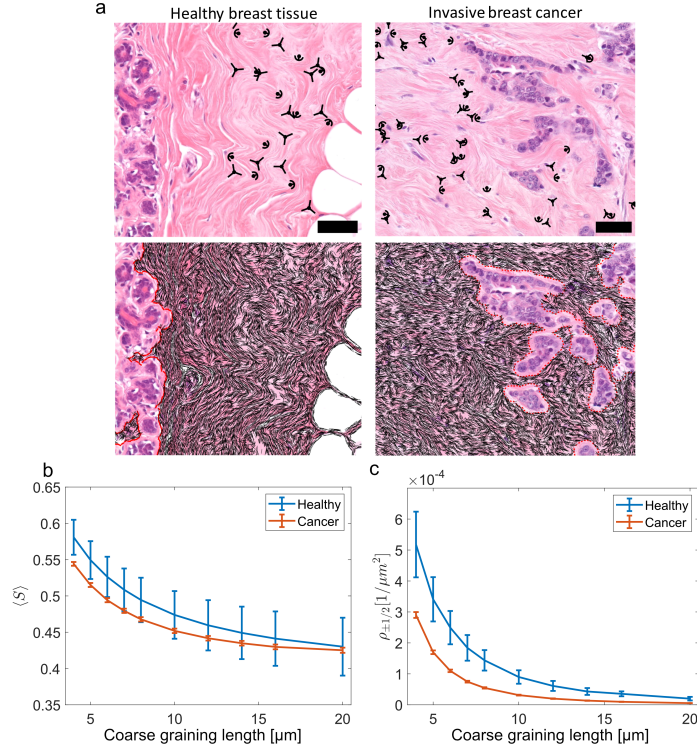 a
Healthy breast tissue
Invasive breast cancer
b
0.65
0.6
0.55
0.5
0.45
0.4
0.35
⟨S⟩
5
10
15
20
Coarse graining length [μm]
Healthy
Cancer
c
×10⁻⁴
6
5
4
3
2
1
0
ρ±1/2[1/μm²]
5
10
15
20
Coarse graining length [μm]
Healthy
Cancer